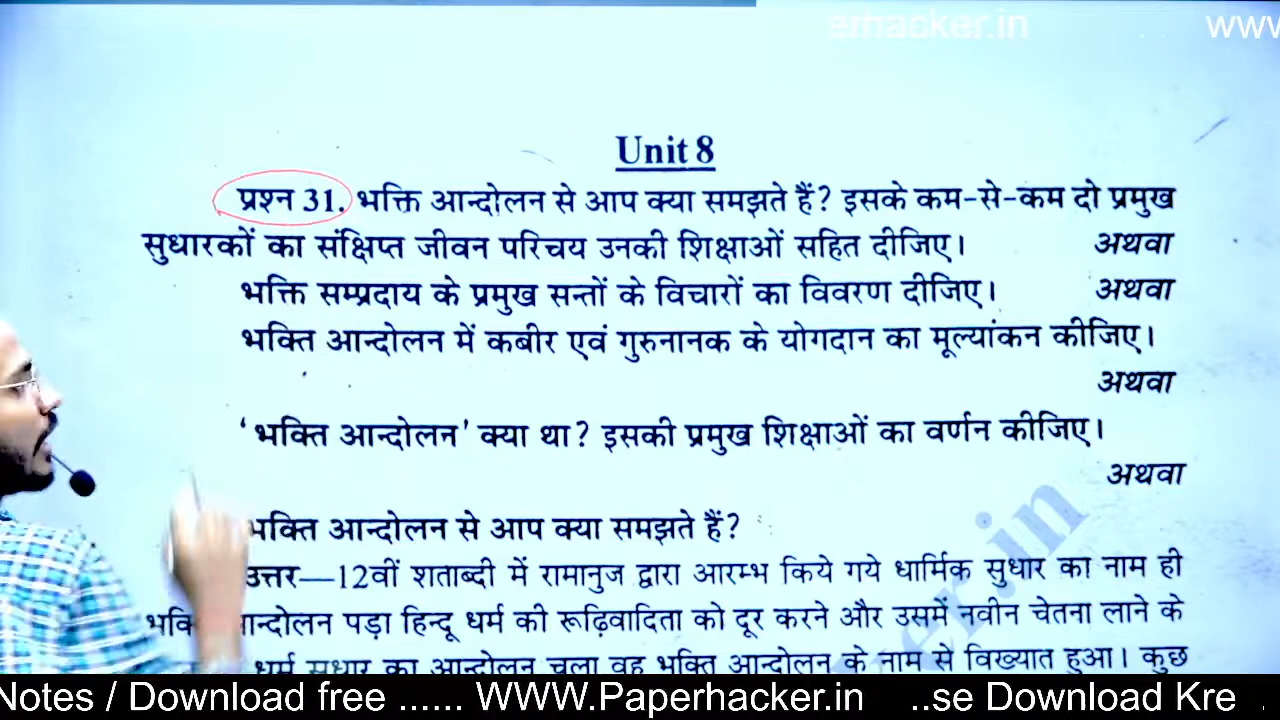 erhacker.in
www
Unit 8
प्रश्न 31. भक्ति आन्दोलन से आप क्या समझते हैं? इसके कम-से-कम दो प्रमुख
सुधारकों का संक्षिप्त जीवन परिचय उनकी शिक्षाओं सहित दीजिए। अथवा
भक्ति सम्प्रदाय के प्रमुख सन्तों के विचारों का विवरण दीजिए। अथवा
भक्ति आन्दोलन में कबीर एवं गुरुनानक के योगदान का मूल्यांकन कीजिए।
अथवा
'भक्ति आन्दोलन' क्या था? इसकी प्रमुख शिक्षाओं का वर्णन कीजिए।
अथवा
भक्ति आन्दोलन से आप क्या समझते हैं?
उत्तर—12वीं शताब्दी में रामानुज द्वारा आरम्भ किये गये धार्मिक सुधार का नाम ही
पड़ा हिन्दू धर्म की रूढ़िवादिता को दूर करने और उसमें नवीन चेतना लाने के
धर्म सुधार का आन्दोलन चला वह भक्ति आन्दोलन के नाम से विख्यात हुआ। कुछ
er.in
Notes / Download free ...... WWW.Paperhacker.in ..se Download Kre